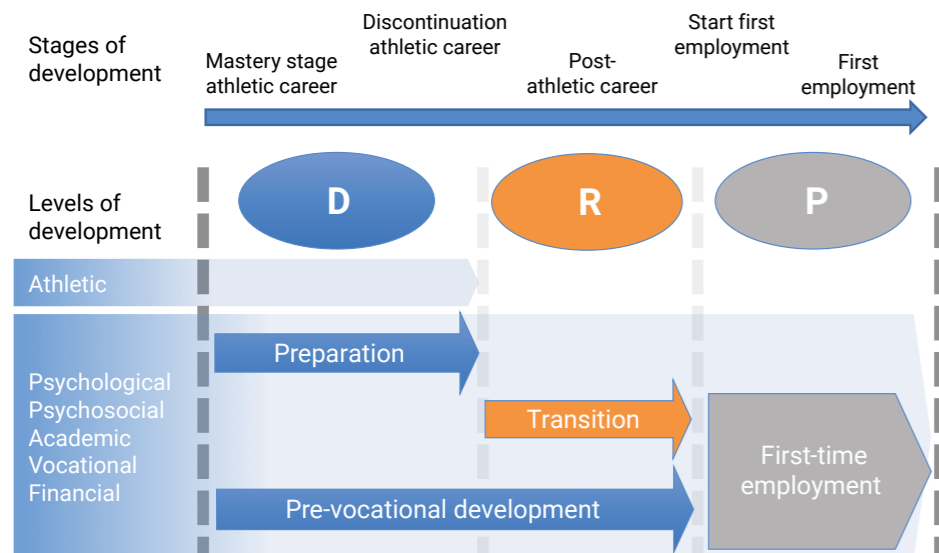 Stages of
development
Mastery stage
athletic career
Discontinuation
athletic career
Post-
athletic career
Start first
employment
First
employment
D
R
P
Levels of
development
Athletic
Preparation
Psychological
Psychosocial
Academic
Vocational
Financial
Transition
First-time
employment
Pre-vocational development